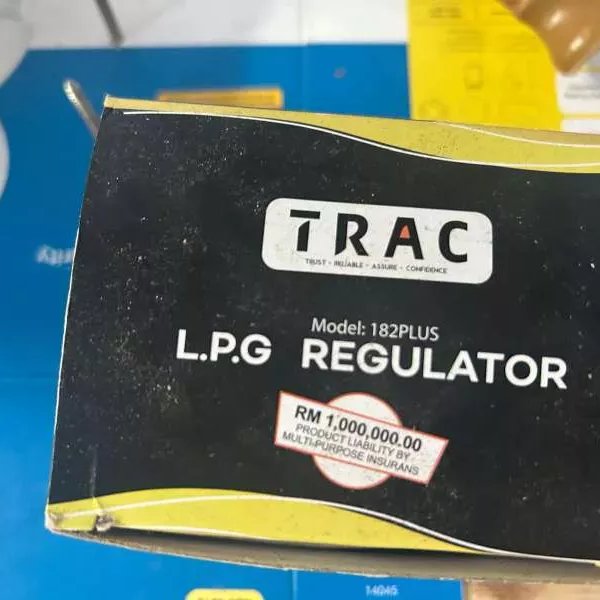 TRAC
TRUST - RELIABLE - ASSURE - CONFIDENCE
Model: 182PLUS
L.P.G REGULATOR
RM 1,000,000.00
PRODUCT LIABILITY BY
MULTI-PURPOSE INSURANS
14045